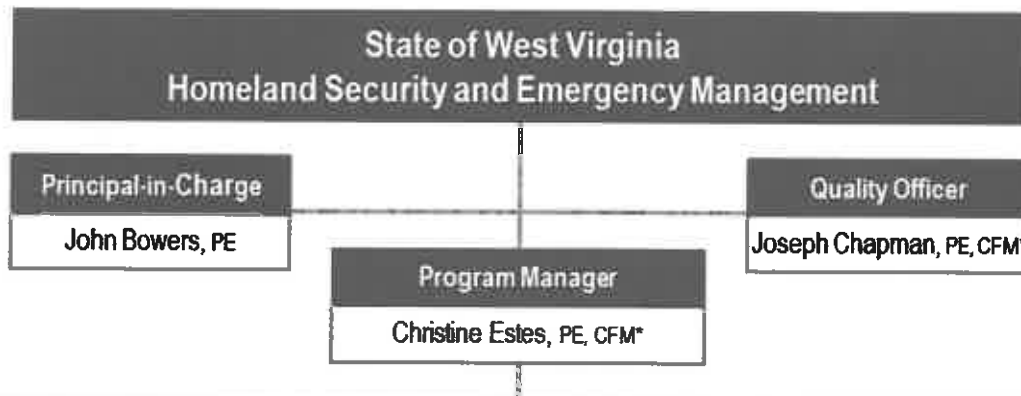 State of West Virginia
Homeland Security and Emergency Management
Principal-in-Charge
John Bowers, PE
Quality Officer
Joseph Chapman, PE, CFM*
Program Manager
Christine Estes, PE, CFM*